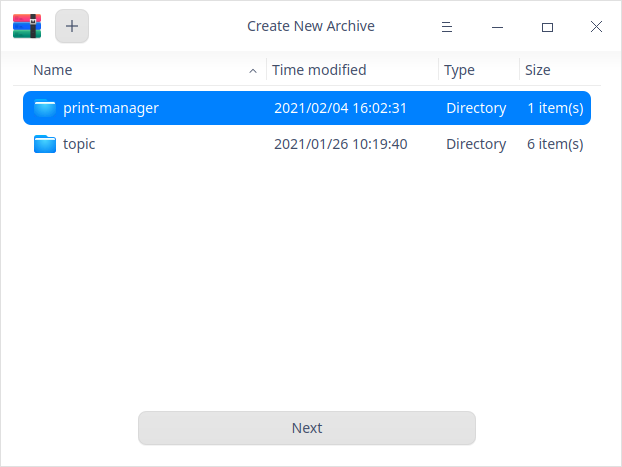 Create New Archive
Name Time modified Type Size
print-manager 2021/02/04 16:02:31 Directory 1 item(s)
topic 2021/01/26 10:19:40 Directory 6 item(s)
Next